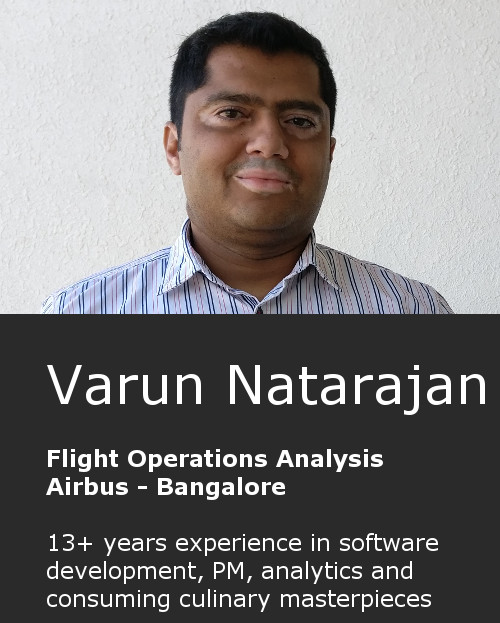 Varun Natarajan
Flight Operations Analysis
Airbus - Bangalore
13+ years experience in software
development, PM, analytics and
consuming culinary masterpieces